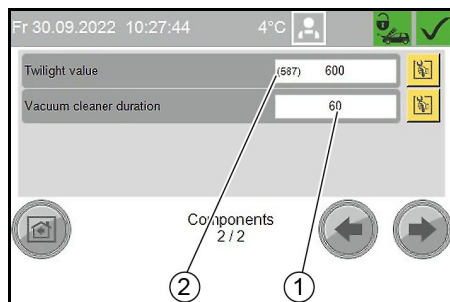 Fr 30.09.2022 10:27:44 4°C
Twilight value (587) 600
Vacuum cleaner duration 60
Components
2 / 2
2 1